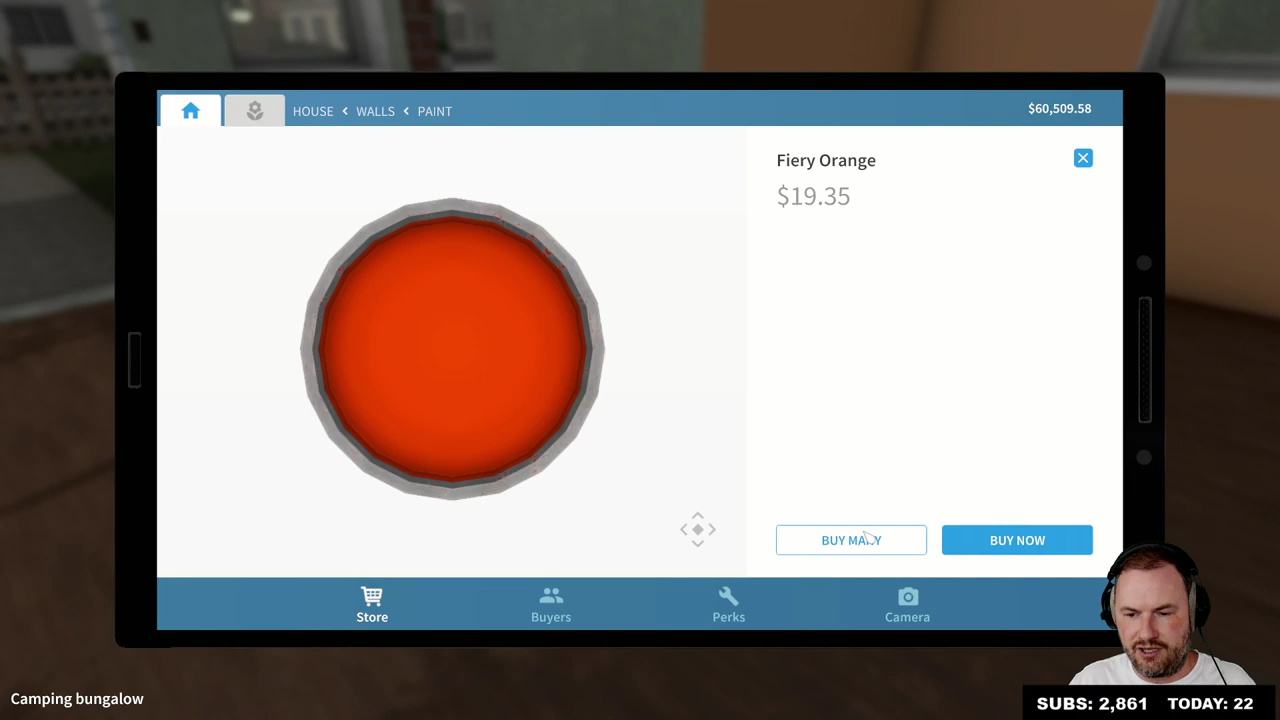 HOUSE < WALLS < PAINT
$60,509.58
Fiery Orange
$19.35
BUY MANY
BUY NOW
Store
Buyers
Perks
Camera
Camping bungalow
SUBS: 2,861 TODAY: 22